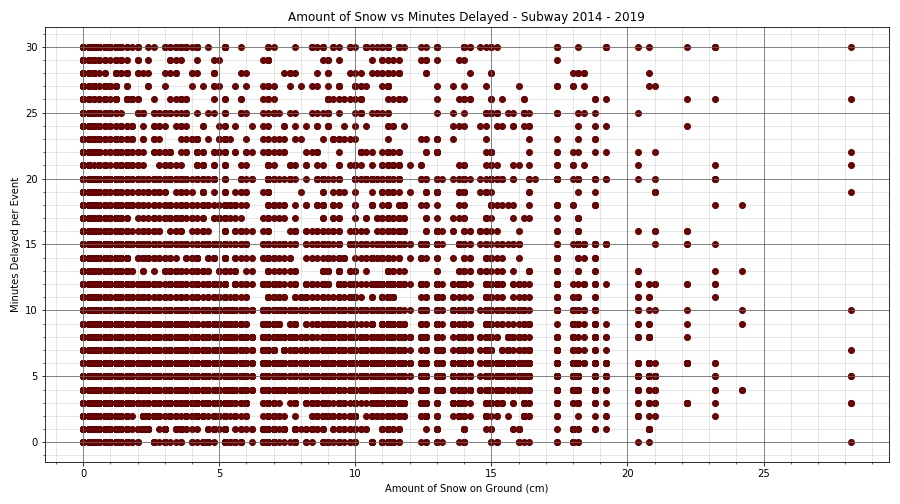 Amount of Snow vs Minutes Delayed - Subway 2014 - 2019
Minutes Delayed per Event
30
25
20
15
10
5
0
0 5 10 15 20 25
Amount of Snow on Ground (cm)